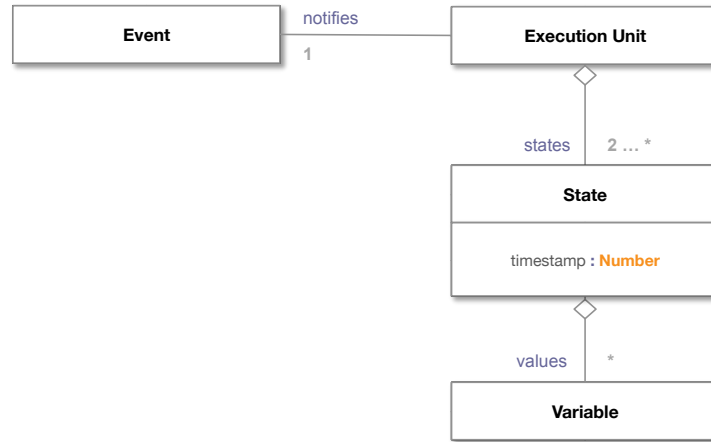 notifies
Event
Execution Unit
1
states 2 … *
State
timestamp : Number
values *
Variable